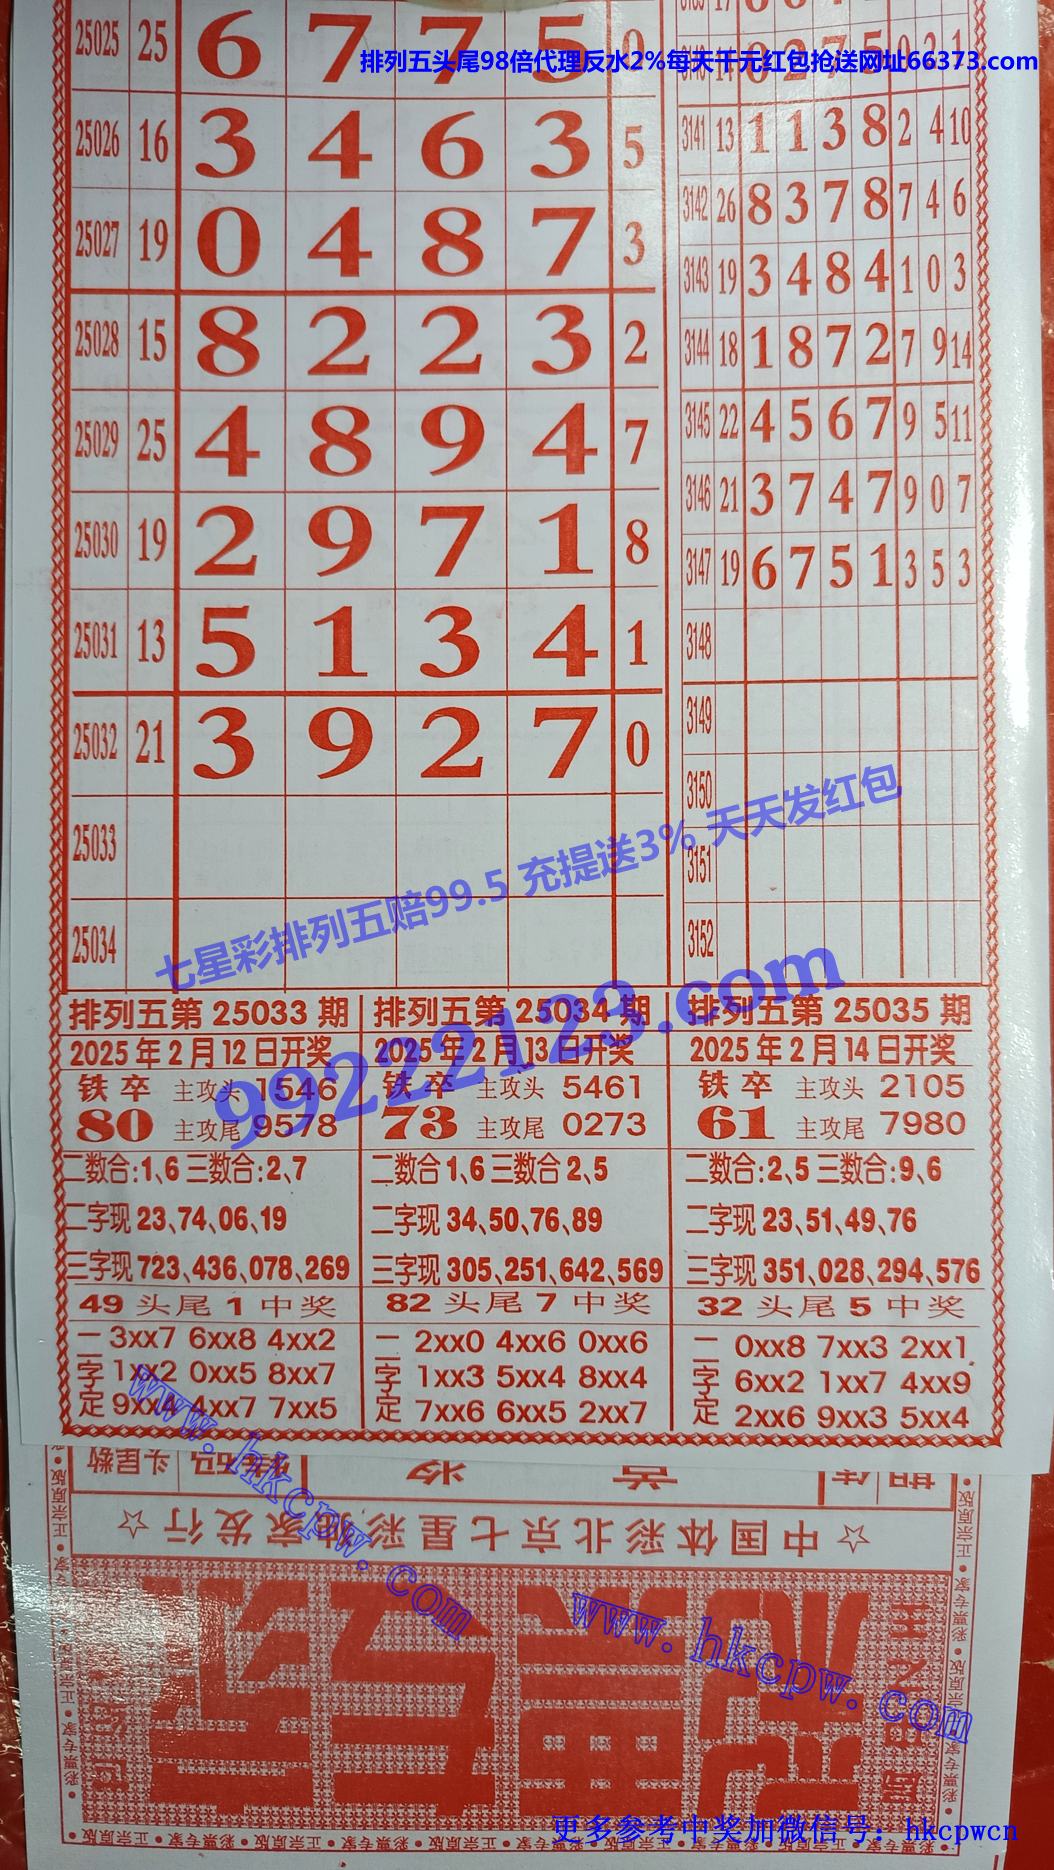 排列五头尾98倍代理反水2%每天千元红包抢送网址66373.com
25025 25 6 7 7 5 0
25026 16 3 4 6 3 5
25027 19 0 4 8 7 3
25028 15 8 2 2 3 2
25029 25 4 8 9 4 7
25030 19 2 9 7 1 8
25031 13 5 1 3 4 1
25032 21 3 9 2 7 0
25033
25034
3141 13 1 1 3 8 2 4 10
3142 26 8 3 7 8 7 4 6
3143 19 3 4 8 4 1 0 3
3144 18 1 8 7 2 7 9 14
3145 22 4 5 6 7 9 5 11
3146 21 3 7 4 7 9 0 7
3147 19 6 7 5 1 3 5 3
3148
3149
3150
3151
3152
七星彩排列五赔99.5 充提送3% 天天发红包
99222123.com
排列五第 25033 期
2025 年 2 月 12 日开奖
铁卒 主攻头 1546
80 主攻尾 9578
二数合:1、6 三数合:2、7
二字现 23、74、06、19
三字现 723、436、078、269
49 头尾 1 中奖
二字定
3xx7 6xx8 4xx2
1xx2 0xx5 8xx7
9xx4 4xx7 7xx5
排列五第 25034 期
2025 年 2 月 13 日开奖
铁卒 主攻头 5461
73 主攻尾 0273
二数合 1、6 三数合 2、5
二字现 34、50、76、89
三字现 305、251、642、569
82 头尾 7 中奖
二字定
2xx0 4xx6 0xx6
1xx3 5xx4 8xx4
7xx6 6xx5 2xx7
排列五第 25035 期
2025 年 2 月 14 日开奖
铁卒 主攻头 2105
61 主攻尾 7980
二数合:2、5 三数合:9、6
二字现 23、51、49、76
三字现 351、028、294、576
32 头尾 5 中奖
二字定
0xx8 7xx3 2xx1
6xx2 1xx7 4xx9
2xx6 9xx3 5xx4
www.hkcpw.com
www.hkcpw.com
头尾数
☆中国体彩北京七星彩独家发行☆
更多参考中奖加微信号: hkcpwcn